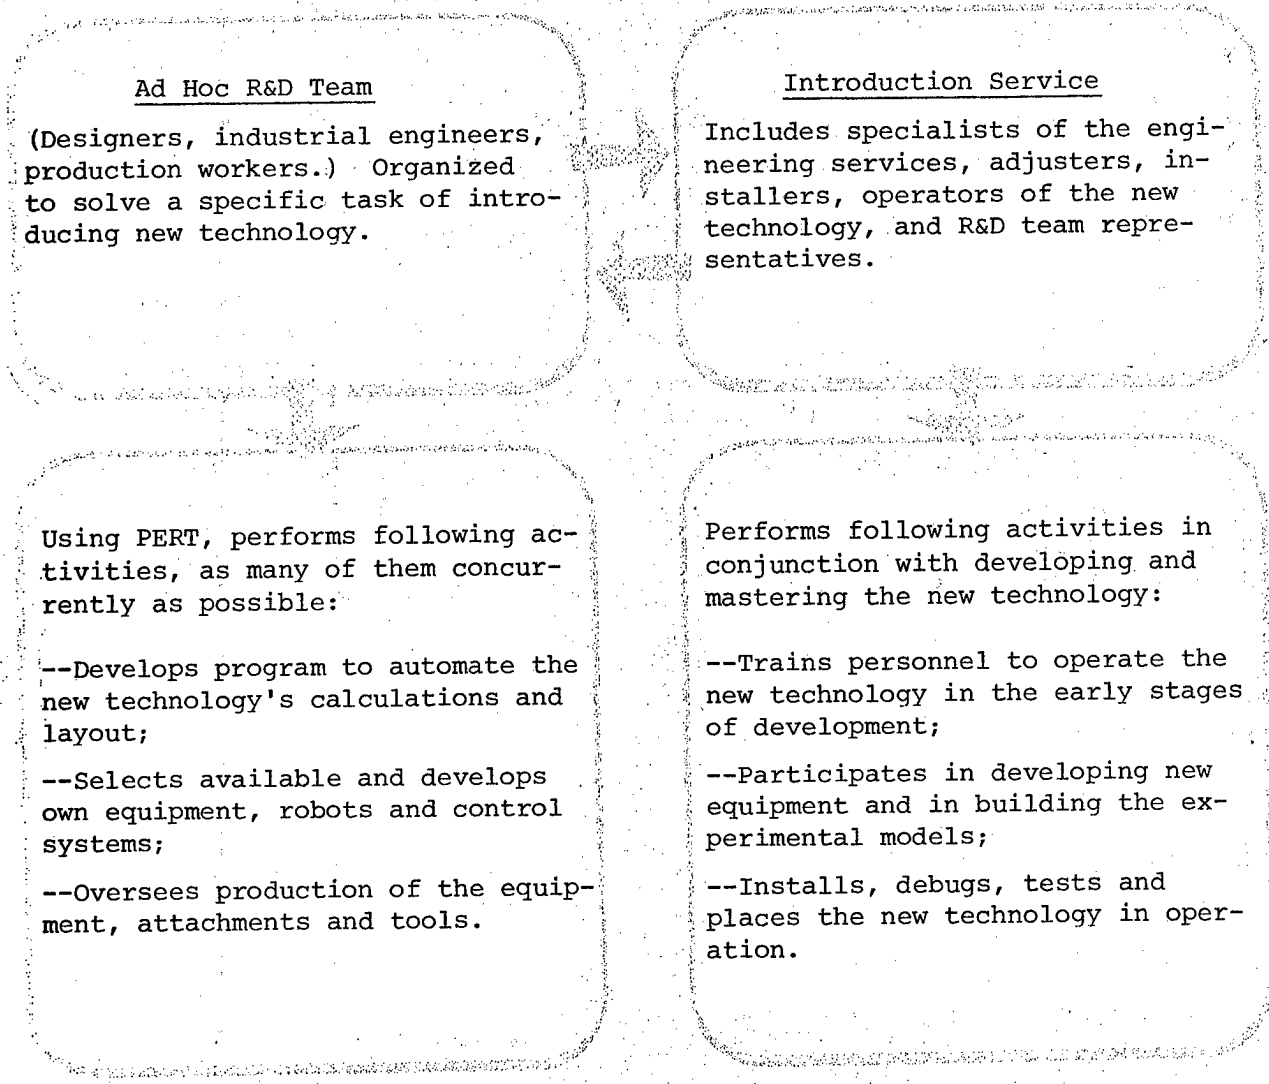 Ad Hoc R&D Team
(Designers, industrial engineers,
production workers.) Organized
to solve a specific task of intro-
ducing new technology.
Introduction Service
Includes specialists of the engi-
neering services, adjusters, in-
stallers, operators of the new
technology, and R&D team repre-
sentatives.
Using PERT, performs following ac-
tivities, as many of them concur-
rently as possible:
--Develops program to automate the
new technology's calculations and
layout;
--Selects available and develops
own equipment, robots and control
systems;
--Oversees production of the equip-
ment, attachments and tools.
Performs following activities in
conjunction with developing and
mastering the new technology:
--Trains personnel to operate the
new technology in the early stages
of development;
--Participates in developing new
equipment and in building the ex-
perimental models;
--Installs, debugs, tests and
places the new technology in oper-
ation.